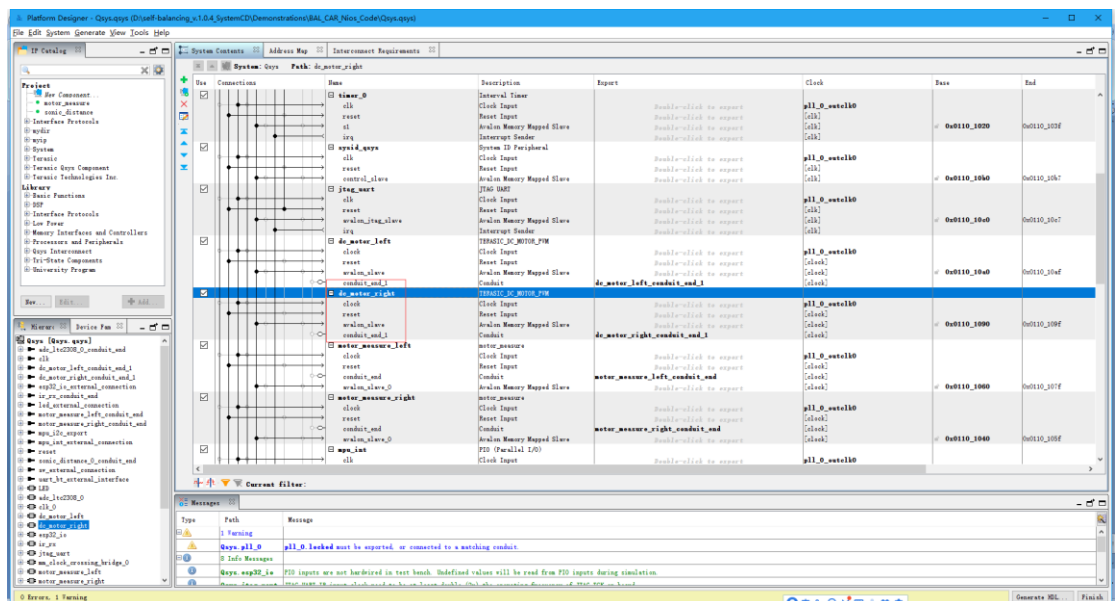 Platform Designer - Qsys.qsys (D:\self-balancing_v.1.0.4_SystemCD\Demonstrations\BAL_CAR_Nios_Code\Qsys.qsys)
File Edit System Generate View Tools Help
IP Catalog
Project
New Component...
motor_measure
sonic_distance
Interface Protocols
mydir
myip
System
Terasic
Terasic Qsys Component
Terasic Technologies Inc.
Library
Basic Functions
DSP
Interface Protocols
Low Power
Memory Interfaces and Controllers
Processors and Peripherals
Qsys Interconnect
Tri-State Components
University Program
New... Edit... Add...
Hierarc Device Fam
Qsys [Qsys.qsys]
adc_ltc2308_0_conduit_end
clk
dc_motor_left_conduit_end_1
dc_motor_right_conduit_end_1
esp32_io_external_connection
ir_rx_conduit_end
led_external_connection
motor_measure_left_conduit_end
motor_measure_right_conduit_end
mpu_i2c_export
mpu_int_external_connection
reset
sonic_distance_0_conduit_end
sw_external_connection
uart_bt_external_interface
LED
adc_ltc2308_0
clk_0
dc_motor_left
dc_motor_right
esp32_io
ir_rx
jtag_uart
mm_clock_crossing_bridge_0
motor_measure_left
motor_measure_right
System Contents Address Map Interconnect Requirements
System: Qsys Path: dc_motor_right
Use Connections Name Description Export Clock Base End
timer_0 Interval Timer
clk Clock Input Double-click to export pll_0_outclk0
reset Reset Input Double-click to export [clk]
s1 Avalon Memory Mapped Slave Double-click to export [clk] 0x0110_1020 0x0110_103f
irq Interrupt Sender Double-click to export [clk]
sysid_qsys System ID Peripheral
clk Clock Input Double-click to export pll_0_outclk0
reset Reset Input Double-click to export [clk]
control_slave Avalon Memory Mapped Slave Double-click to export [clk] 0x0110_10b0 0x0110_10b7
jtag_uart JTAG UART
clk Clock Input Double-click to export pll_0_outclk0
reset Reset Input Double-click to export [clk]
avalon_jtag_slave Avalon Memory Mapped Slave Double-click to export [clk] 0x0110_10c0 0x0110_10c7
irq Interrupt Sender Double-click to export [clk]
dc_motor_left TERASIC_DC_MOTOR_PWM
clock Clock Input Double-click to export pll_0_outclk0
reset Reset Input Double-click to export [clock]
avalon_slave Avalon Memory Mapped Slave Double-click to export [clock] 0x0110_10a0 0x0110_10af
conduit_end_1 Conduit dc_motor_left_conduit_end_1 [clock]
dc_motor_right TERASIC_DC_MOTOR_PWM
clock Clock Input Double-click to export pll_0_outclk0
reset Reset Input Double-click to export [clock]
avalon_slave Avalon Memory Mapped Slave Double-click to export [clock] 0x0110_1090 0x0110_109f
conduit_end_1 Conduit dc_motor_right_conduit_end_1 [clock]
motor_measure_left motor_measure
clock Clock Input Double-click to export pll_0_outclk0
reset Reset Input Double-click to export [clock]
conduit_end Conduit motor_measure_left_conduit_end [clock]
avalon_slave_0 Avalon Memory Mapped Slave Double-click to export [clock] 0x0110_1060 0x0110_107f
motor_measure_right motor_measure
clock Clock Input Double-click to export pll_0_outclk0
reset Reset Input Double-click to export [clock]
conduit_end Conduit motor_measure_right_conduit_end [clock]
avalon_slave_0 Avalon Memory Mapped Slave Double-click to export [clock] 0x0110_1040 0x0110_105f
mpu_int PIO (Parallel I/O)
clk Clock Input Double-click to export pll_0_outclk0
Current filter:
Messages
Type Path Message
1 Warning
Qsys.pll_0 pll_0.locked must be exported, or connected to a matching conduit.
8 Info Messages
Qsys.esp32_io PIO inputs are not hardwired in test bench. Undefined values will be read from PIO inputs during simulation.
0 Errors, 1 Warning
Generate HDL... Finish